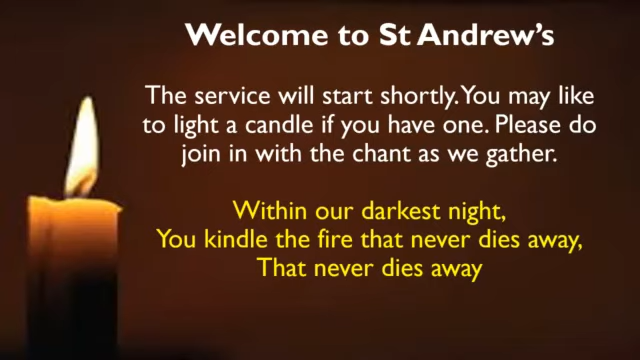 Welcome to St Andrew's
The service will start shortly. You may like
to light a candle if you have one. Please do
join in with the chant as we gather.
Within our darkest night,
You kindle the fire that never dies away,
That never dies away